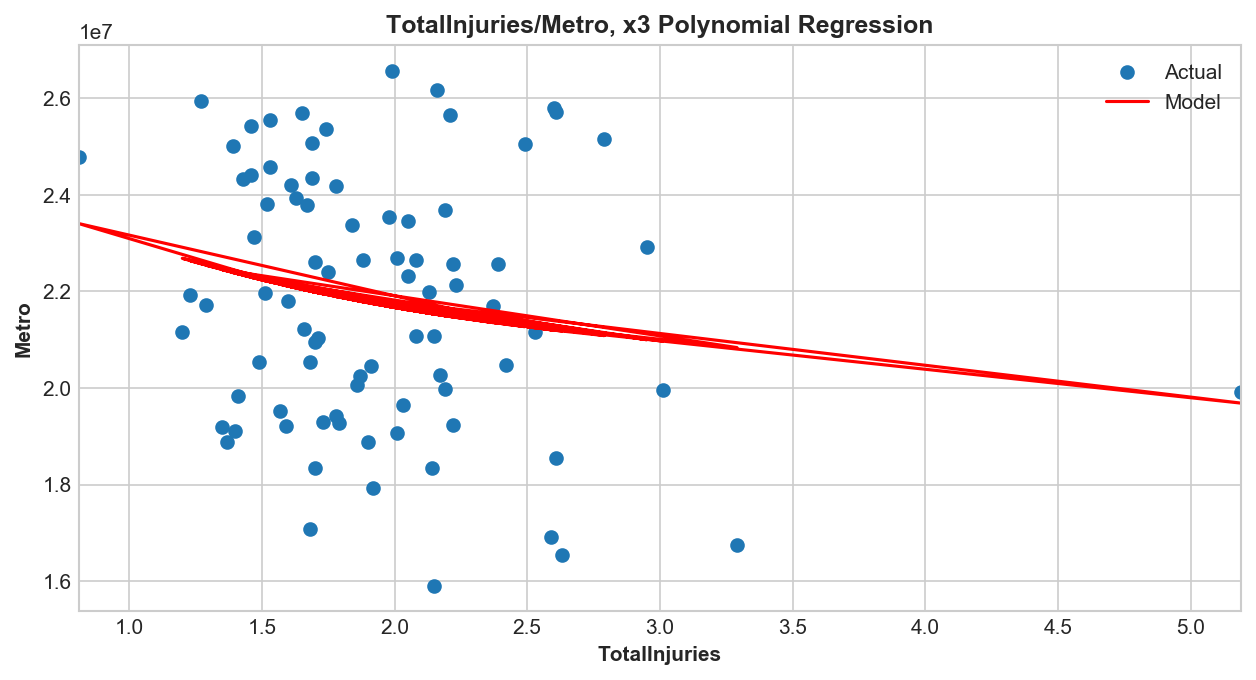 TotalInjuries/Metro, x3 Polynomial Regression
1e7
Actual
Model
2.6
2.4
2.2
2.0
1.8
1.6
Metro
1.0 1.5 2.0 2.5 3.0 3.5 4.0 4.5 5.0
TotalInjuries